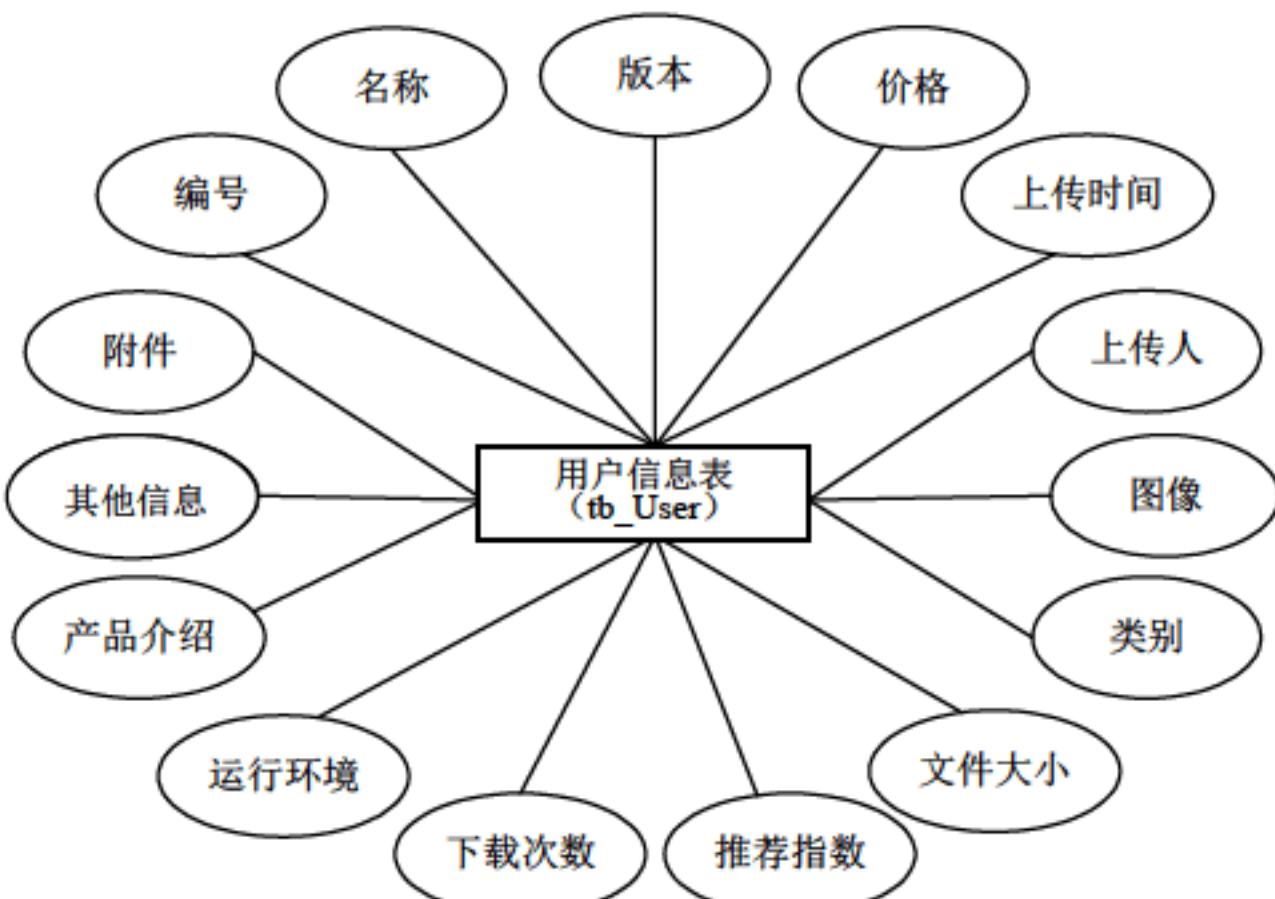 名称
版本
价格
编号
上传时间
附件
上传人
用户信息表
（tb_User）
其他信息
图像
产品介绍
类别
运行环境
文件大小
下载次数
推荐指数